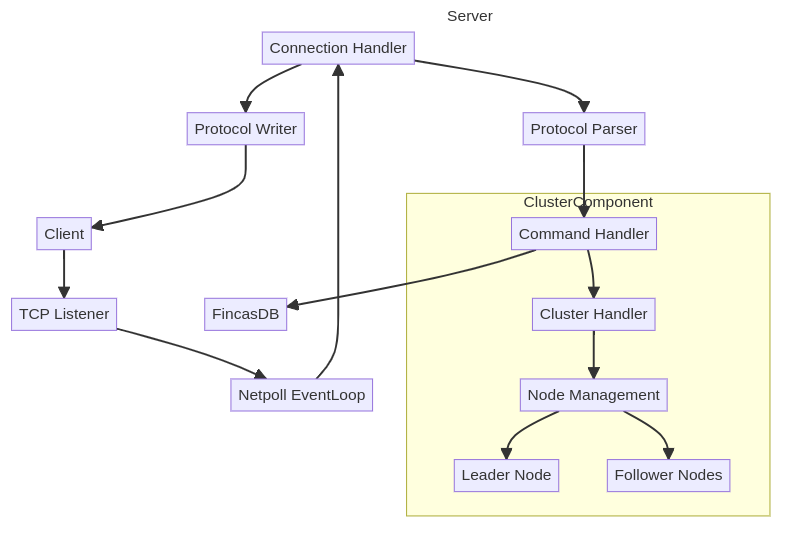 Server
Connection Handler
Protocol Writer
Protocol Parser
ClusterComponent
Client
Command Handler
TCP Listener
FincasDB
Cluster Handler
Netpoll EventLoop
Node Management
Leader Node
Follower Nodes